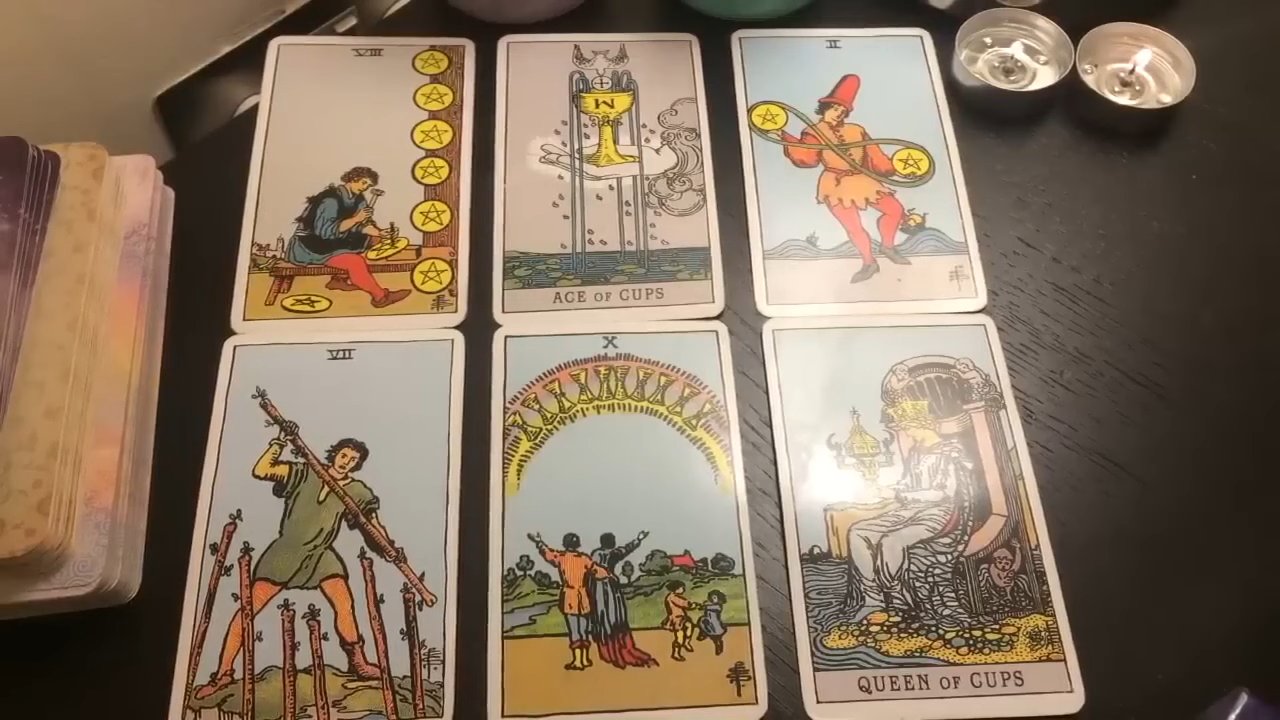 VIII
ACE OF CUPS
II
VII
X
QUEEN OF CUPS